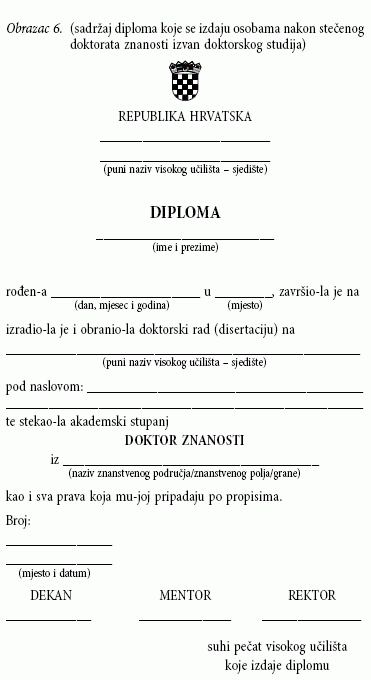 Obrazac 6. (sadržaj diploma koje se izdaju osobama nakon stečenog
doktorata znanosti izvan doktorskog studija)
REPUBLIKA HRVATSKA
(puni naziv visokog učilišta – sjedište)
DIPLOMA
(ime i prezime)
rođen-a ____________________ u ________, završio-la je na
(dan, mjesec i godina) (mjesto)
izradio-la je i obranio-la doktorski rad (disertaciju) na
(puni naziv visokog učilišta – sjedište)
pod naslovom: ____________________
te stekao-la akademski stupanj
DOKTOR ZNANOSTI
iz ____________________
(naziv znanstvenog područja/znanstvenog polja/grane)
kao i sva prava koja mu-joj pripadaju po propisima.
Broj:
(mjesto i datum)
DEKAN MENTOR REKTOR
suhi pečat visokog učilišta
koje izdaje diplomu